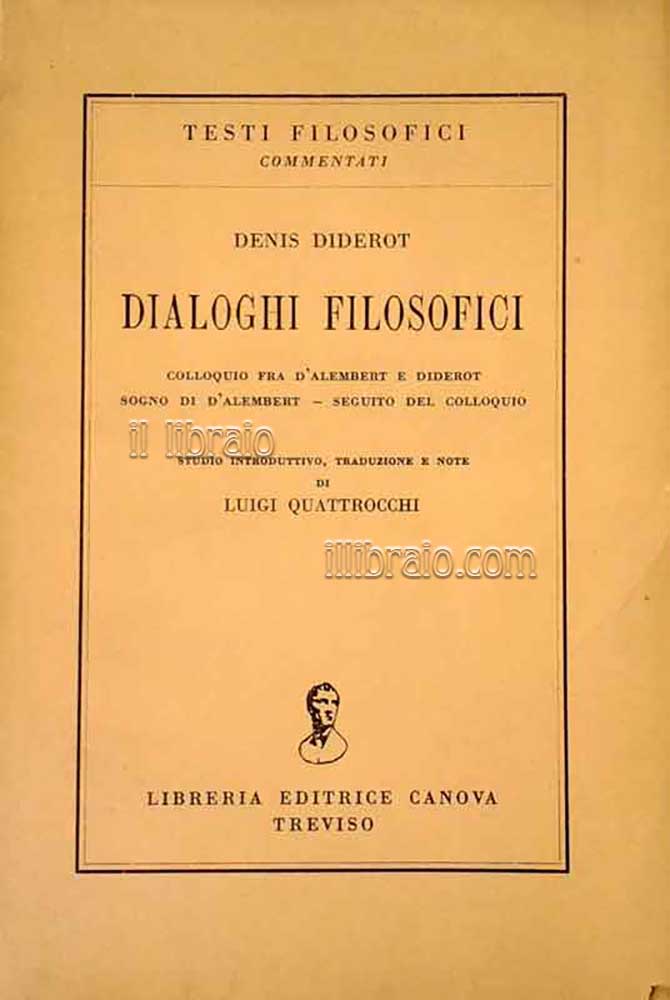 TESTI FILOSOFICI
COMMENTATI
DENIS DIDEROT
DIALOGHI FILOSOFICI
COLLOQUIO FRA D'ALEMBERT E DIDEROT
SOGNO DI D'ALEMBERT – SEGUITO DEL COLLOQUIO
il libraio
STUDIO INTRODUTTIVO, TRADUZIONE E NOTE
DI
LUIGI QUATTROCCHI
illibraio.com
LIBRERIA EDITRICE CANOVA
TREVISO